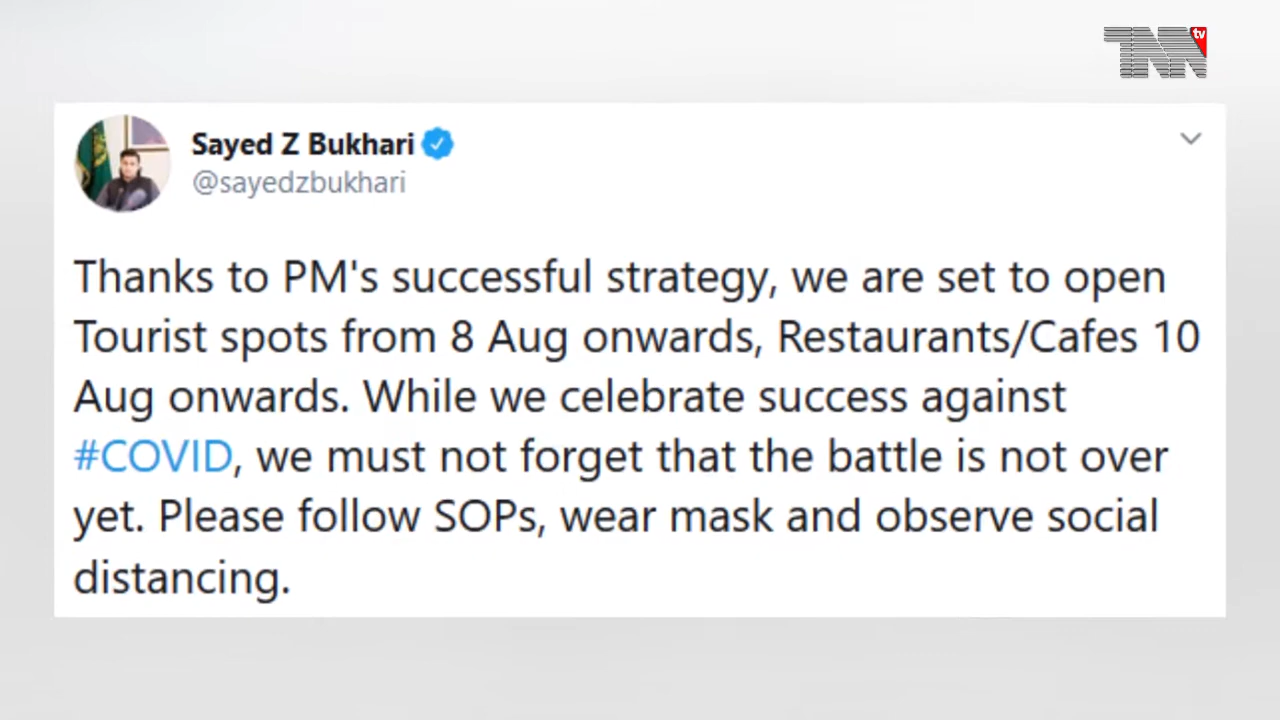 TNN tv
Sayed Z Bukhari
@sayedzbukhari
Thanks to PM's successful strategy, we are set to open
Tourist spots from 8 Aug onwards, Restaurants/Cafes 10
Aug onwards. While we celebrate success against
#COVID, we must not forget that the battle is not over
yet. Please follow SOPs, wear mask and observe social
distancing.